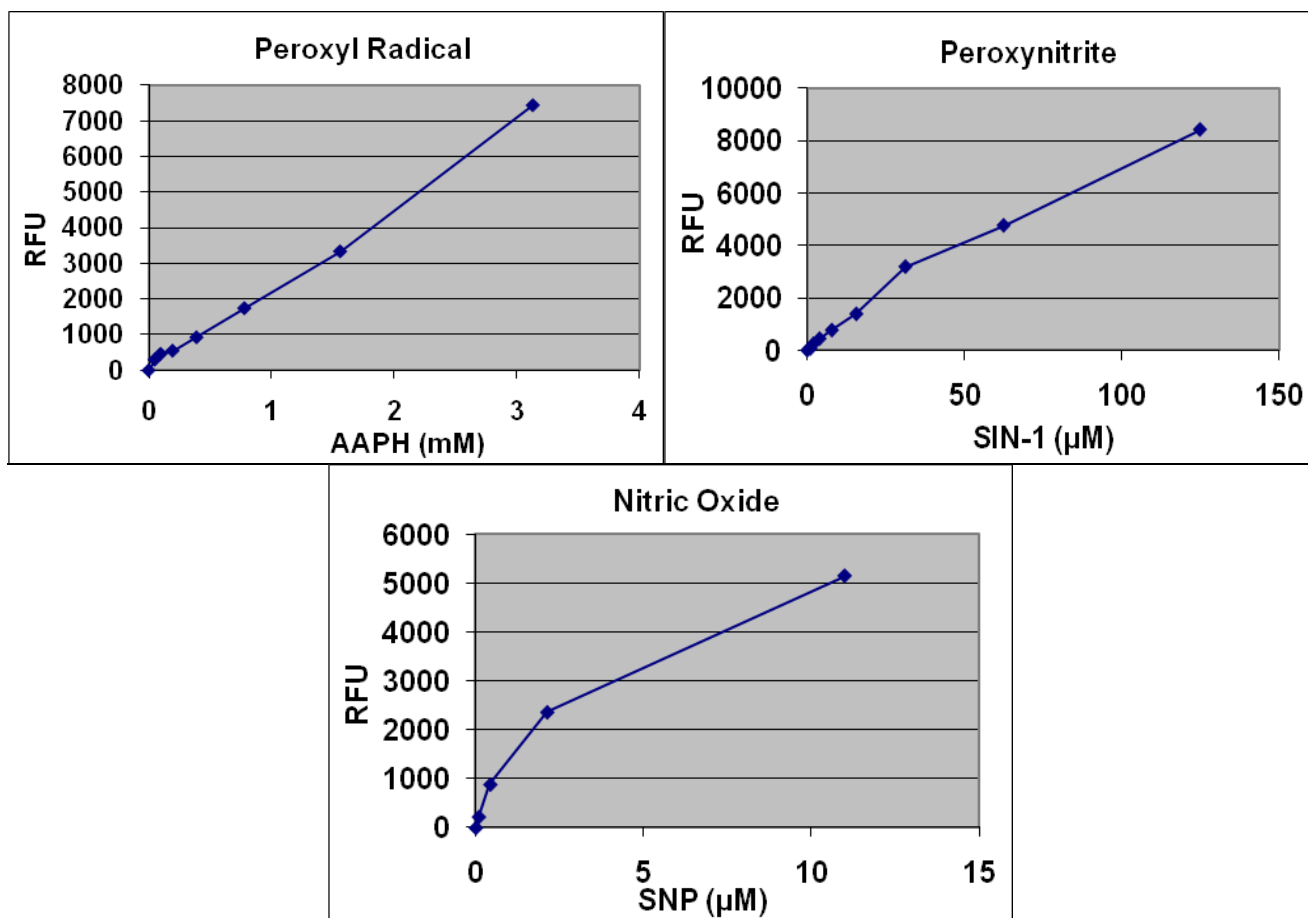 Peroxyl Radical
8000
7000
6000
5000
4000
3000
2000
1000
0
RFU
0 1 2 3 4
AAPH (mM)
Peroxynitrite
10000
8000
6000
4000
2000
0
RFU
0 50 100 150
SIN-1 (µM)
Nitric Oxide
6000
5000
4000
3000
2000
1000
0
RFU
0 5 10 15
SNP (µM)